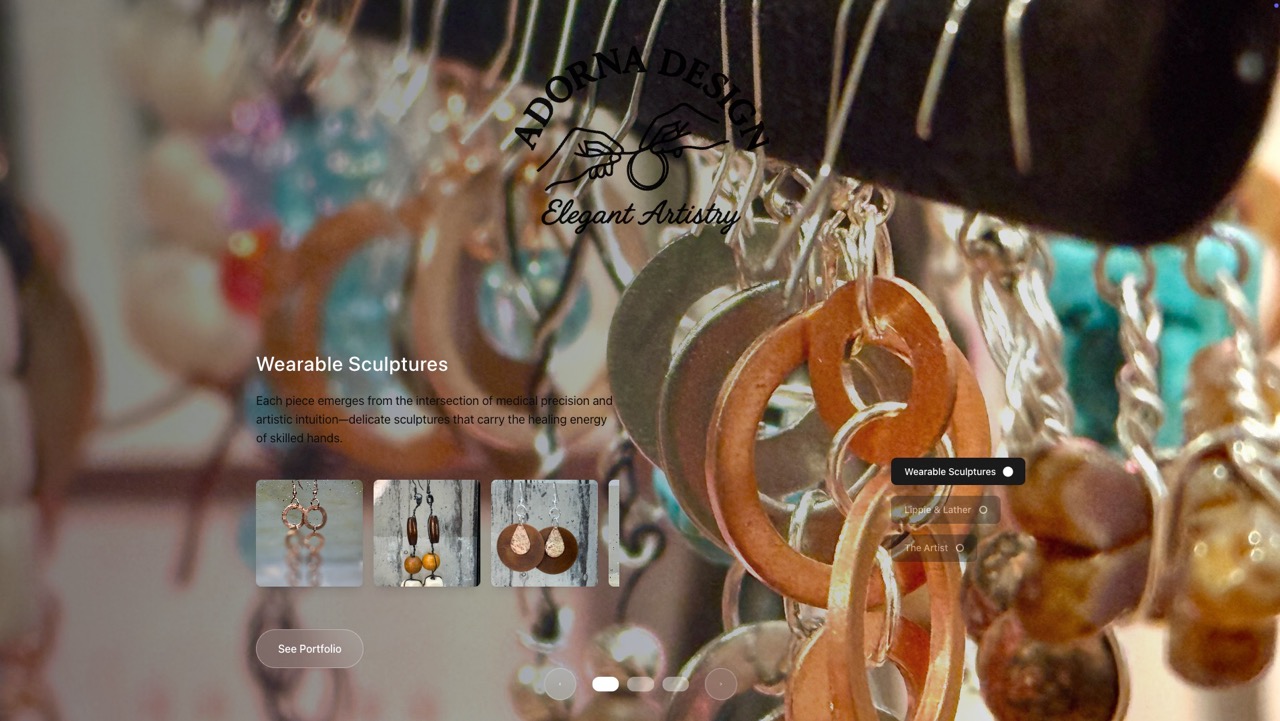 ADORNA DESIGN
Elegant Artistry
Wearable Sculptures
Each piece emerges from the intersection of medical precision and
artistic intuition—delicate sculptures that carry the healing energy
of skilled hands.
Wearable Sculptures
Lippie & Lather
The Artist
See Portfolio